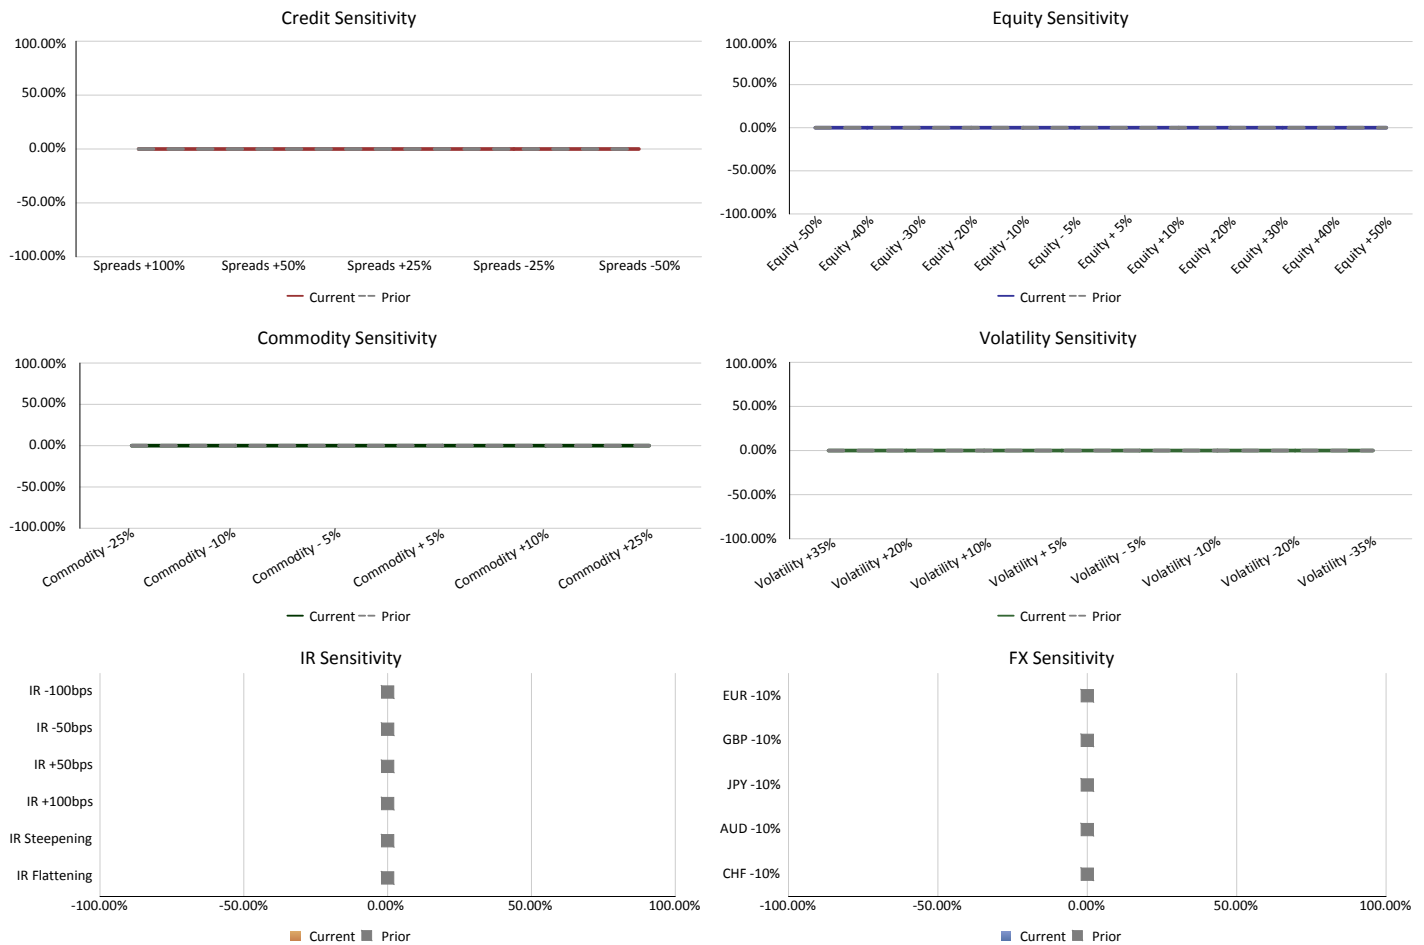 Credit Sensitivity
100.00%
50.00%
0.00%
-50.00%
-100.00%
Spreads +100% Spreads +50% Spreads +25% Spreads -25% Spreads -50%
Current Prior
Equity Sensitivity
100.00%
50.00%
0.00%
-50.00%
-100.00%
Equity -50% Equity -40% Equity -30% Equity -20% Equity -10% Equity - 5% Equity + 5% Equity +10% Equity +20% Equity +30% Equity +40% Equity +50%
Current Prior
Commodity Sensitivity
100.00%
50.00%
0.00%
-50.00%
-100.00%
Commodity -25% Commodity -10% Commodity - 5% Commodity + 5% Commodity +10% Commodity +25%
Current Prior
Volatility Sensitivity
100.00%
50.00%
0.00%
-50.00%
-100.00%
Volatility +35% Volatility +20% Volatility +10% Volatility + 5% Volatility - 5% Volatility -10% Volatility -20% Volatility -35%
Current Prior
IR Sensitivity
IR -100bps
IR -50bps
IR +50bps
IR +100bps
IR Steepening
IR Flattening
-100.00% -50.00% 0.00% 50.00% 100.00%
Current Prior
FX Sensitivity
EUR -10%
GBP -10%
JPY -10%
AUD -10%
CHF -10%
-100.00% -50.00% 0.00% 50.00% 100.00%
Current Prior